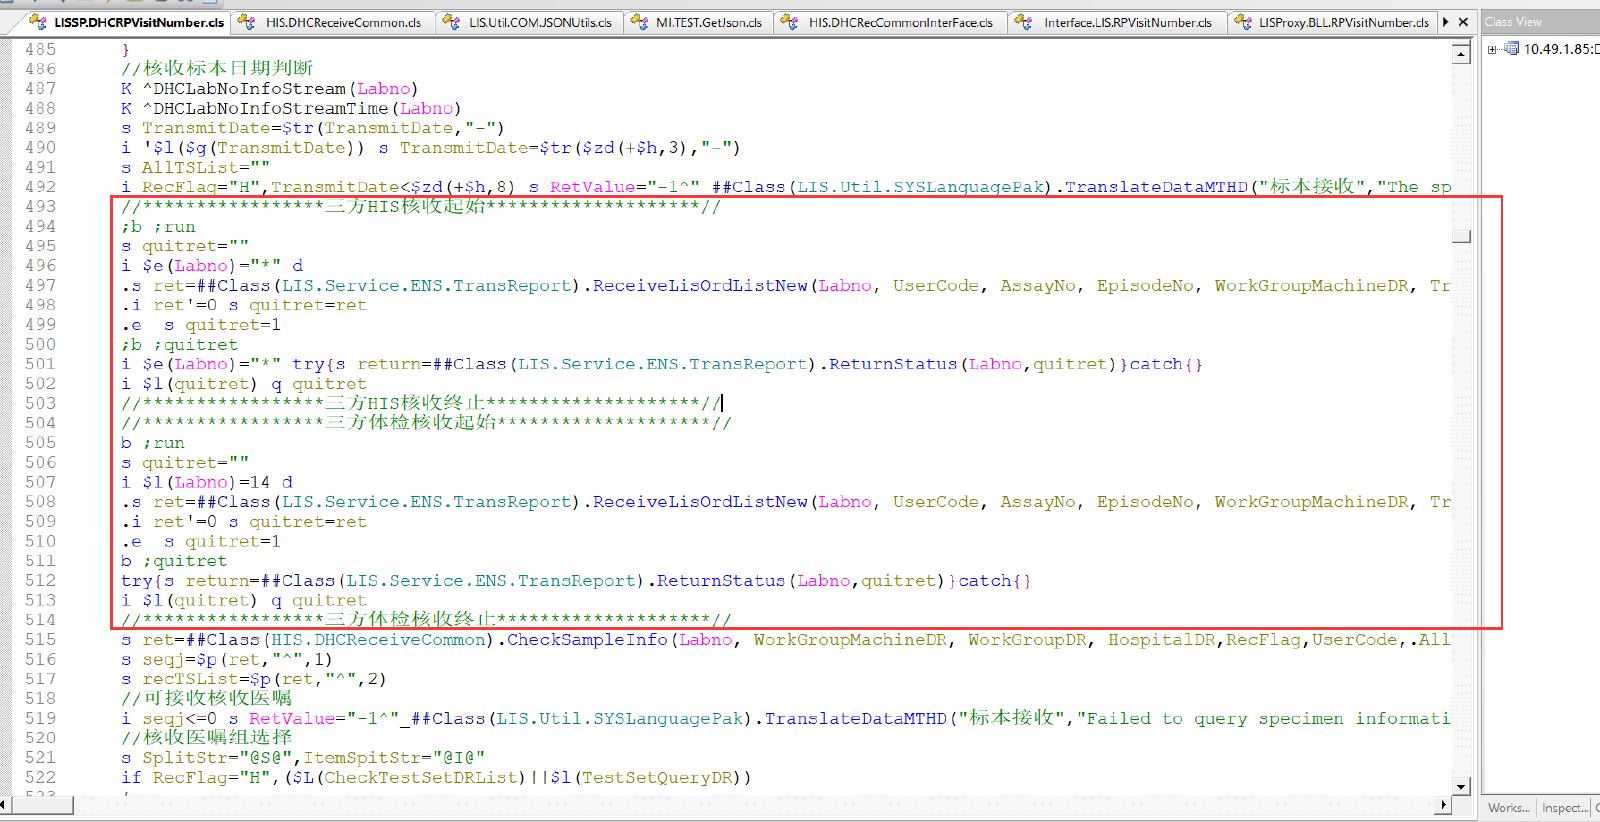 LISSP.DHCRPVisitNumber.cls HIS.DHCReceiveCommon.cls LIS.Util.COM.JSONUtils.cls MI.TEST.GetJson.cls HIS.DHCRecCommonInterFace.cls Interface.LIS.RPVisitNumber.cls LISProxy.BLL.RPVisitNumber.cls
Class View
10.49.1.85:
485 }
486 //核收标本日期判断
487 K ^DHCLabNoInfoStream(Labno)
488 K ^DHCLabNoInfoStreamTime(Labno)
489 s TransmitDate=$tr(TransmitDate,"-")
490 i '$l($g(TransmitDate)) s TransmitDate=$tr($zd(+$h,3),"-")
491 s AllTSList=""
492 i RecFlag="H",TransmitDate<$zd(+$h,8) s RetValue="-1^"_##Class(LIS.Util.SYSLanguagePak).TranslateDataMTHD("标本接收","The sp
493 //*****************三方HIS核收起始********************//
494 ;b ;run
495 s quitret=""
496 i $e(Labno)="*" d
497 .s ret=##Class(LIS.Service.ENS.TransReport).ReceiveLisOrdListNew(Labno, UserCode, AssayNo, EpisodeNo, WorkGroupMachineDR, Tr
498 .i ret'=0 s quitret=ret
499 .e  s quitret=1
500 ;b ;quitret
501 i $e(Labno)="*" try{s return=##Class(LIS.Service.ENS.TransReport).ReturnStatus(Labno,quitret)}catch{}
502 i $l(quitret) q quitret
503 //*****************三方HIS核收终止********************//
504 //*****************三方体检核收起始********************//
505 b ;run
506 s quitret=""
507 i $l(Labno)=14 d
508 .s ret=##Class(LIS.Service.ENS.TransReport).ReceiveLisOrdListNew(Labno, UserCode, AssayNo, EpisodeNo, WorkGroupMachineDR, Tr
509 .i ret'=0 s quitret=ret
510 .e  s quitret=1
511 b ;quitret
512 try{s return=##Class(LIS.Service.ENS.TransReport).ReturnStatus(Labno,quitret)}catch{}
513 i $l(quitret) q quitret
514 //*****************三方体检核收终止********************//
515 s ret=##Class(HIS.DHCReceiveCommon).CheckSampleInfo(Labno, WorkGroupMachineDR, WorkGroupDR, HospitalDR,RecFlag,UserCode,.All
516 s seqj=$p(ret,"^",1)
517 s recTSList=$p(ret,"^",2)
518 //可接收核收医嘱
519 i seqj<=0 s RetValue="-1^"_##Class(LIS.Util.SYSLanguagePak).TranslateDataMTHD("标本接收","Failed to query specimen informati
520 //核收医嘱组选择
521 s SplitStr="@S@",ItemSpitStr="@I@"
522 if RecFlag="H",($L(CheckTestSetDRList)||$l(TestSetQueryDR))
Works... Inspect...